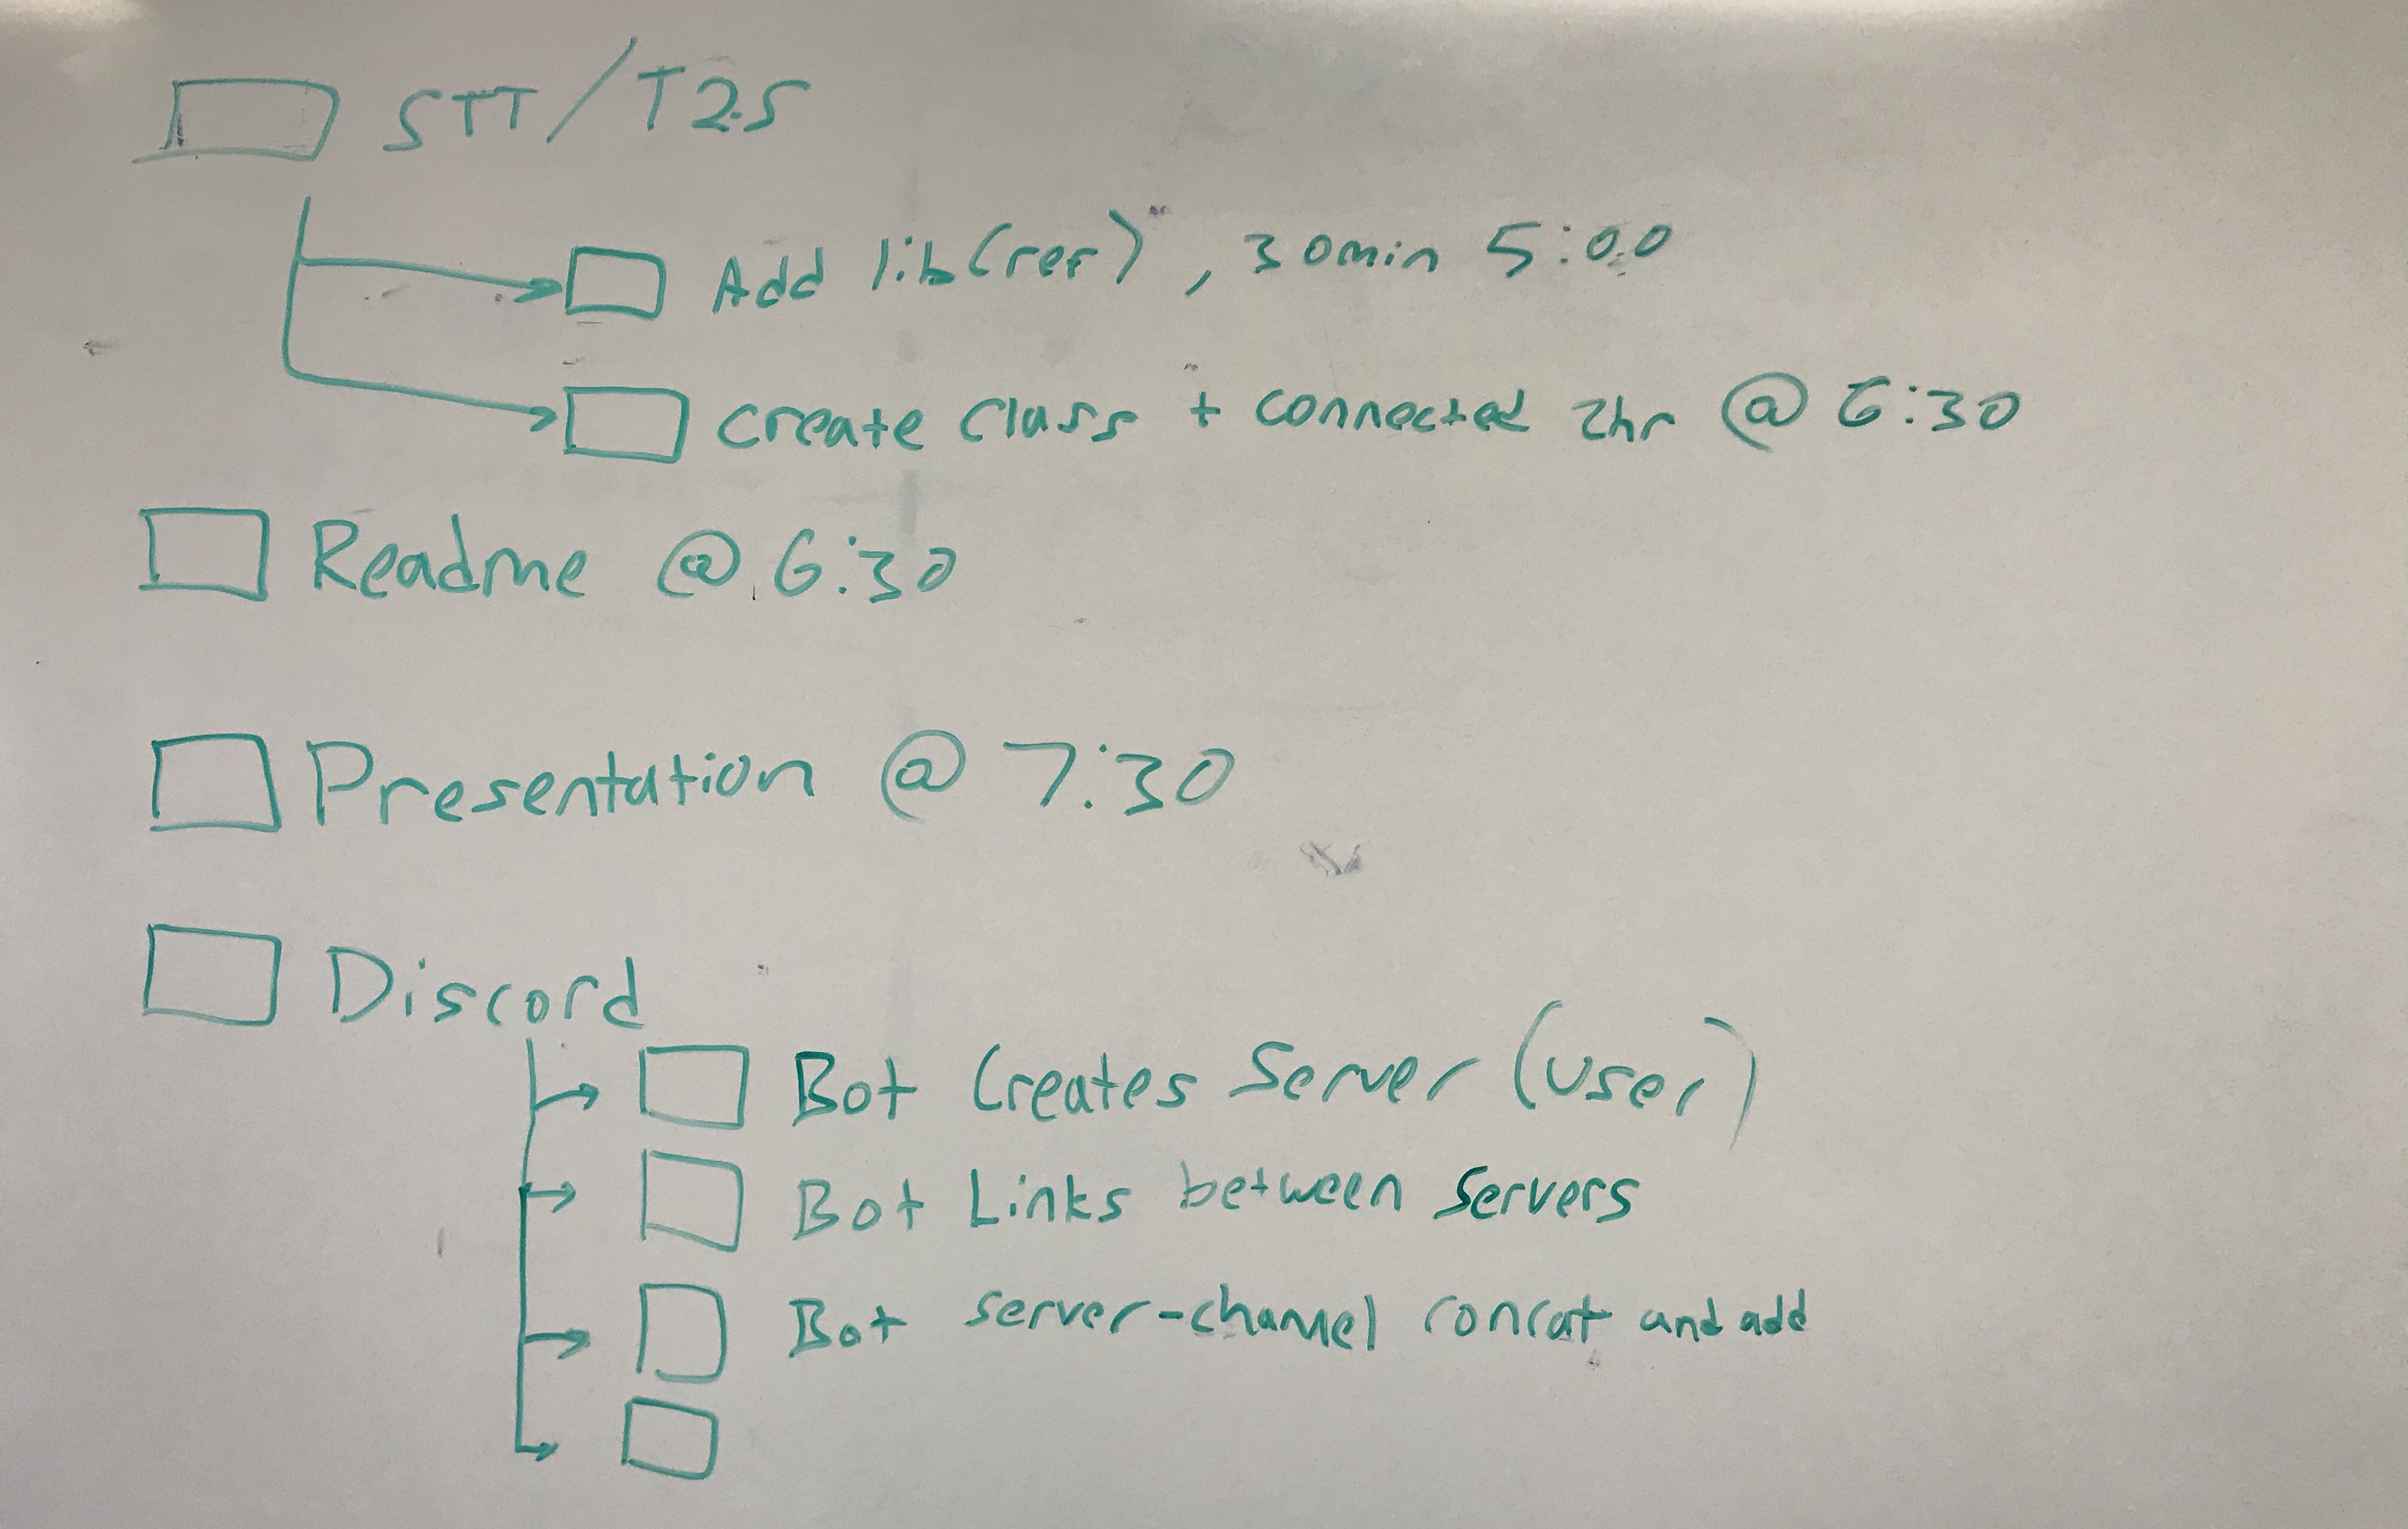 STT/T2S
Add lib(ref), 30min 5:00
create class + connected 2hr @ 6:30
Readme @ 6:30
Presentation @ 7:30
Discord
Bot Creates Server (user)
Bot Links between Servers
Bot server-channel concat and add